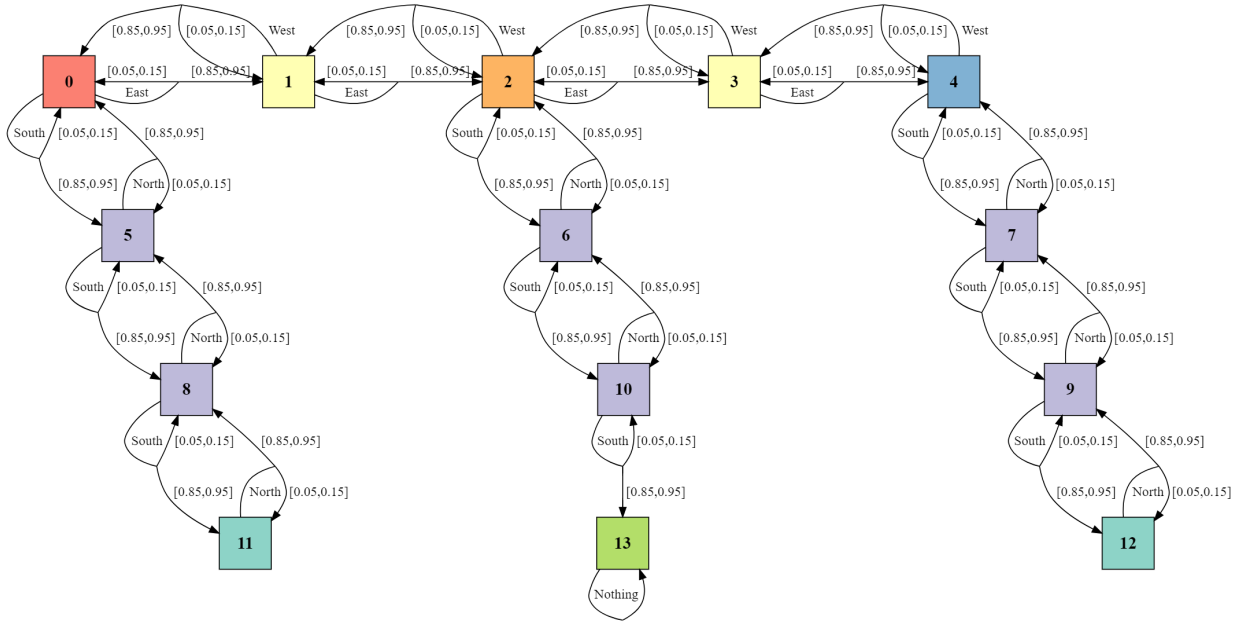 [0.85,0.95] [0.05,0.15] West [0.85,0.95] [0.05,0.15] West [0.85,0.95] [0.05,0.15] West [0.85,0.95] [0.05,0.15] West
[0.05,0.15] [0.85,0.95] [0.05,0.15] [0.85,0.95] [0.05,0.15] [0.85,0.95] [0.05,0.15] [0.85,0.95]
0 1 2 3 4
East East East East
South [0.05,0.15] [0.85,0.95] South [0.05,0.15] [0.85,0.95] South [0.05,0.15] [0.85,0.95]
[0.85,0.95] North [0.05,0.15] [0.85,0.95] North [0.05,0.15] [0.85,0.95] North [0.05,0.15]
5 6 7
South [0.05,0.15] [0.85,0.95] South [0.05,0.15] [0.85,0.95] South [0.05,0.15] [0.85,0.95]
[0.85,0.95] North [0.05,0.15] [0.85,0.95] North [0.05,0.15] [0.85,0.95] North [0.05,0.15]
8 10 9
South [0.05,0.15] [0.85,0.95] South [0.05,0.15] South [0.05,0.15] [0.85,0.95]
[0.85,0.95] North [0.05,0.15] [0.85,0.95] [0.85,0.95] North [0.05,0.15]
11 13 12
Nothing